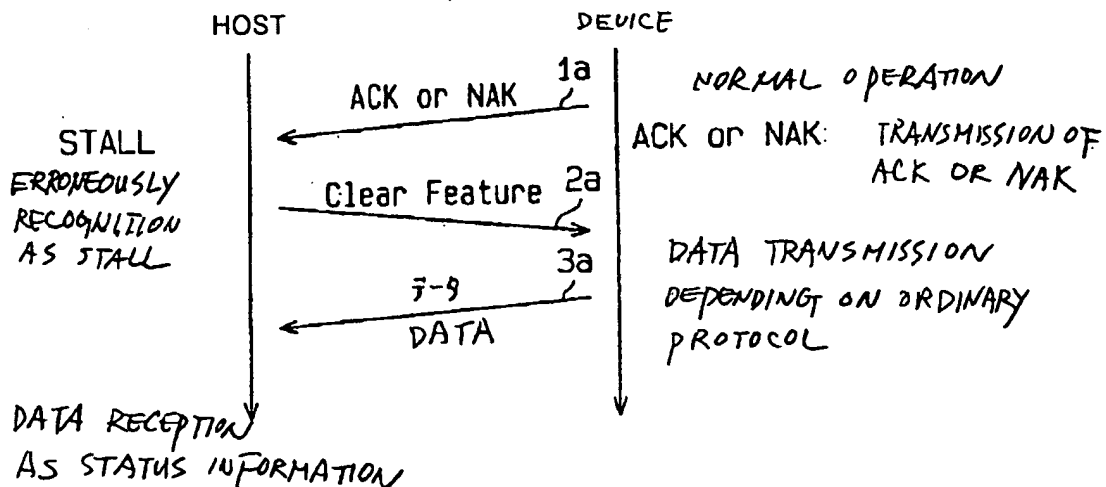 HOST
DEVICE
1a
NORMAL OPERATION
ACK or NAK
STALL
ACK or NAK: TRANSMISSION OF
ACK OR NAK
ERRONEOUSLY
RECOGNITION
AS STALL
Clear Feature
2a
DATA TRANSMISSION
DEPENDING ON ORDINARY
PROTOCOL
3a
データ
DATA
DATA RECEPTION
AS STATUS INFORMATION